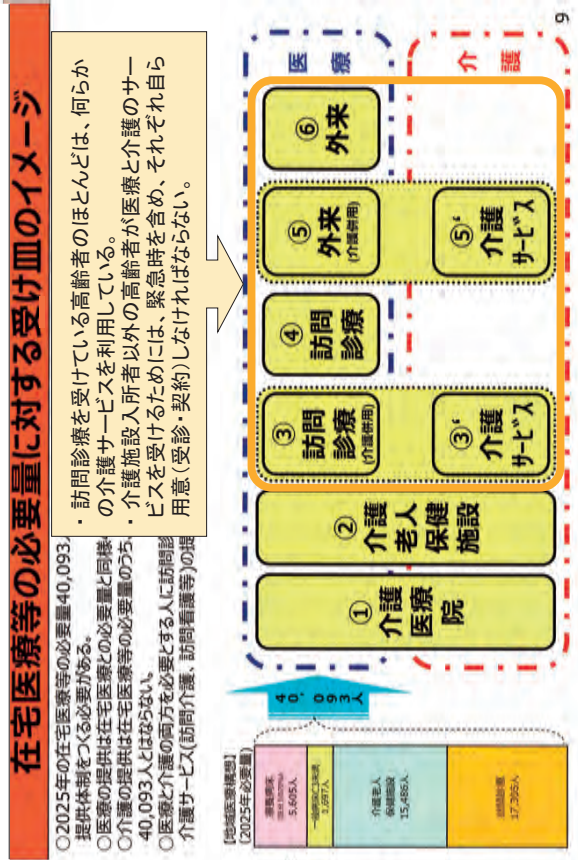 在宅医療等の必要量に対する受け皿のイメージ
○2025年の在宅医療等の必要量40,093
提供体制をつくる必要がある。
○医療の提供は在宅医療との必要量と同様
○介護の提供は在宅医療等の必要量のうち、
40,093人とはならない。
○医療と介護の両方を必要とする人に訪問診
介護サービス(訪問介護、訪問看護等)の提
・訪問診療を受けている高齢者のほとんどは、何らか
の介護サービスを利用している。
・介護施設入所者以外の高齢者が医療と介護のサー
ビスを受けるためには、緊急時を含め、それぞれ自ら
用意(受診・契約)しなければならない。
【地域医療構想】
(2025年必要量)
療養病床
5,605人
1,697人
介護老人
保健施設
15,486人
訪問診療
17,305人
40,093人
①
介護
医療
院
②
介護
老人
保健
施設
③
訪問
診療
(介護併用)
③‘
介護
サービス
④
訪問
診療
⑤
外来
(介護併用)
⑤‘
介護
サービス
⑥
外来
医療
介護
9